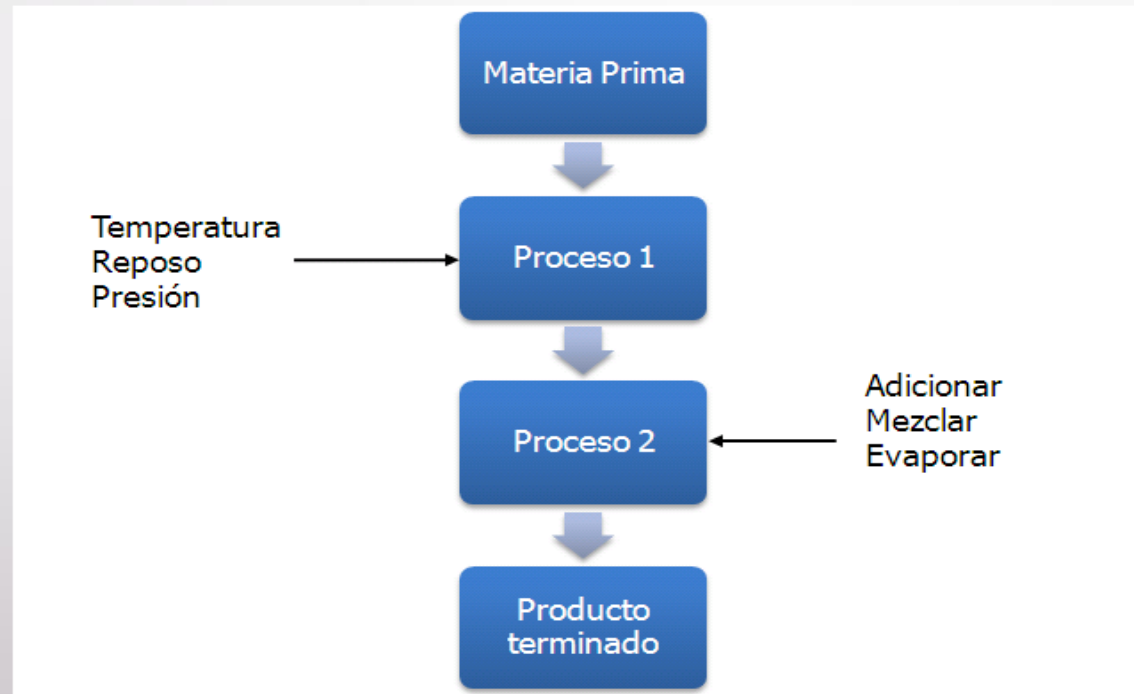 Materia Prima
Temperatura
Reposo
Presión
Proceso 1
Adicionar
Mezclar
Evaporar
Proceso 2
Producto
terminado